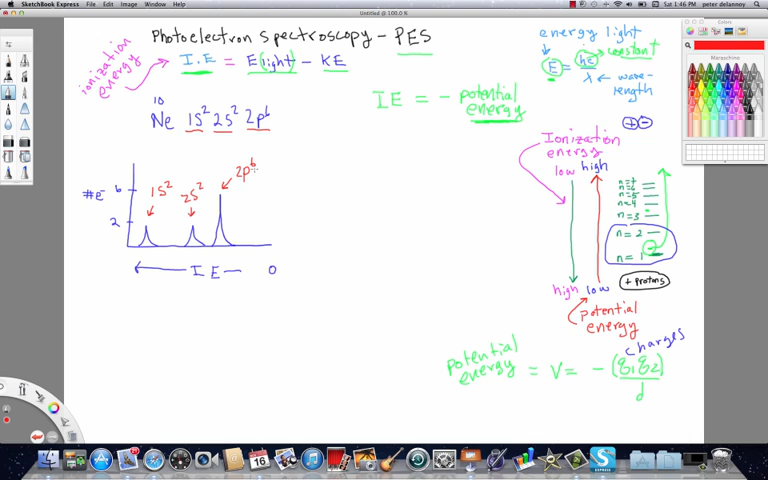 SketchBook Express File Edit Image Window Help
Sat 5 1:46 PM peter delannoy
Untitled @ 100.0 %
Photoelectron spectroscopy - PES
ionization energy
I.E = E(light) - KE
energy light
E = hc constant
λ ← wave-length
IE = - potential energy
10
Ne 1S² 2S² 2p⁶
+ -
Ionization energy
low high
n=7
n=6
n=5
n=4
n=3
n=2
n=1
+ protons
high low
potential energy
#e⁻ 6
2
1S² 2S² 2p⁶
← I E — 0
potential energy = V = - (q₁q₂)
d
charges
Colors
Maraschino
16